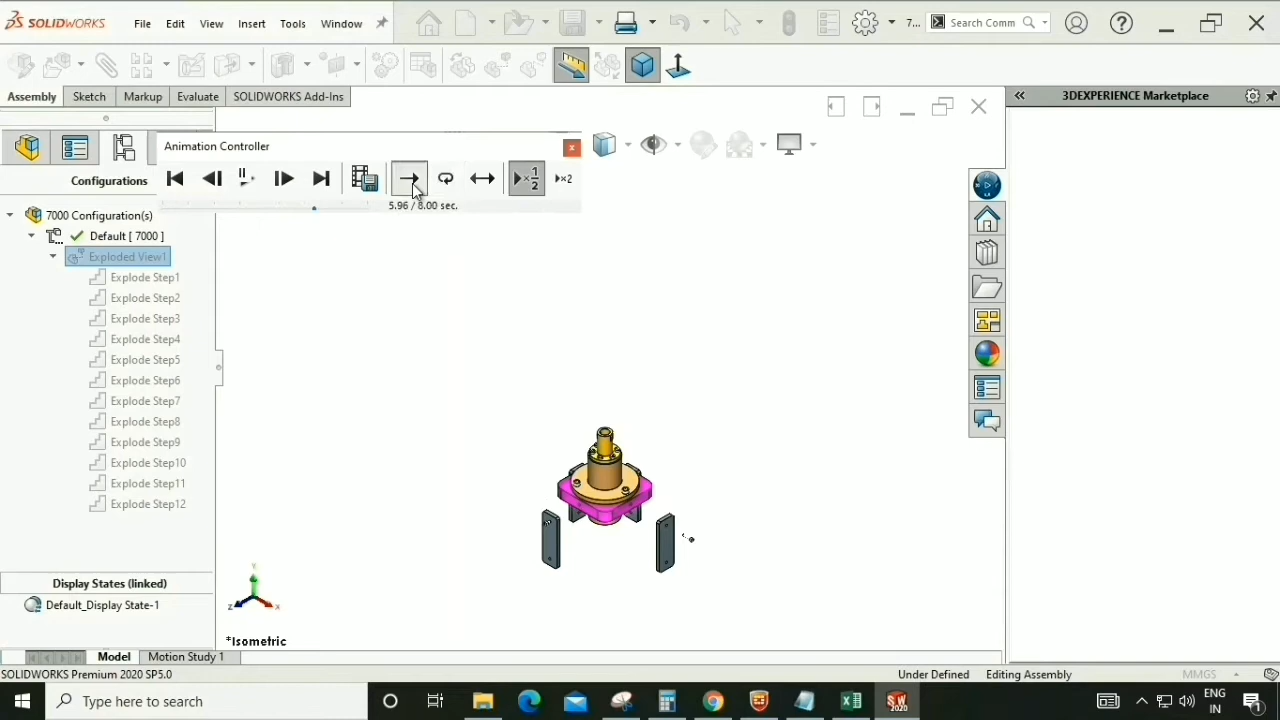 SOLIDWORKS
File Edit View Insert Tools Window
7...
Search Comm
Assembly Sketch Markup Evaluate SOLIDWORKS Add-Ins
3DEXPERIENCE Marketplace
Animation Controller
x½ x2
5.96 / 8.00 sec.
Configurations
7000 Configuration(s)
Default [ 7000 ]
Exploded View1
Explode Step1
Explode Step2
Explode Step3
Explode Step4
Explode Step5
Explode Step6
Explode Step7
Explode Step8
Explode Step9
Explode Step10
Explode Step11
Explode Step12
Display States (linked)
Default_Display State-1
Y
Z X
*Isometric
Model Motion Study 1
SOLIDWORKS Premium 2020 SP5.0
Under Defined Editing Assembly MMGS
Type here to search
ENG
IN